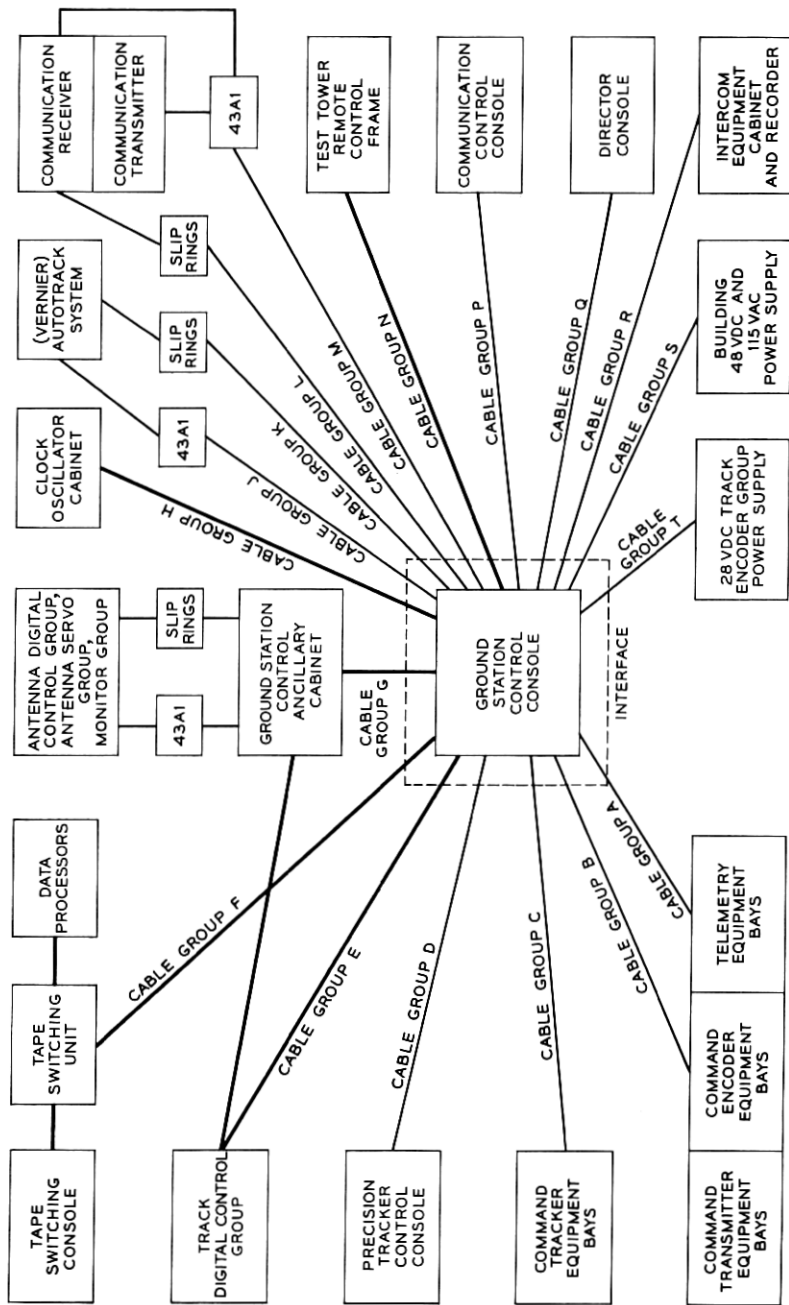 TAPE
SWITCHING
CONSOLE
TAPE
SWITCHING
UNIT
DATA
PROCESSORS
ANTENNA DIGITAL
CONTROL GROUP,
ANTENNA SERVO
GROUP,
MONITOR GROUP
CLOCK
OSCILLATOR
CABINET
(VERNIER)
AUTOTRACK
SYSTEM
COMMUNICATION
RECEIVER
COMMUNICATION
TRANSMITTER
43A1
SLIP
RINGS
43A1
SLIP
RINGS
SLIP
RINGS
43A1
TRACK
DIGITAL CONTROL
GROUP
GROUND STATION
CONTROL
ANCILLARY
CABINET
TEST TOWER
REMOTE
CONTROL
FRAME
CABLE GROUP F
CABLE GROUP E
CABLE
GROUP G
CABLE GROUP H
CABLE GROUP J
CABLE GROUP K
CABLE GROUP L
CABLE GROUP M
CABLE GROUP N
PRECISION
TRACKER
CONTROL
CONSOLE
CABLE GROUP D
GROUND
STATION
CONTROL
CONSOLE
INTERFACE
CABLE GROUP P
COMMUNICATION
CONTROL
CONSOLE
COMMAND
TRACKER
EQUIPMENT
BAYS
CABLE GROUP C
CABLE GROUP Q
DIRECTOR
CONSOLE
CABLE GROUP B
CABLE GROUP A
CABLE
GROUP T
CABLE GROUP S
CABLE GROUP R
COMMAND
TRANSMITTER
EQUIPMENT
BAYS
COMMAND
ENCODER
EQUIPMENT
BAYS
TELEMETRY
EQUIPMENT
BAYS
28 VDC TRACK
ENCODER GROUP
POWER SUPPLY
BUILDING
48 VDC AND
115 VAC
POWER SUPPLY
INTERCOM
EQUIPMENT
CABINET
AND RECORDER